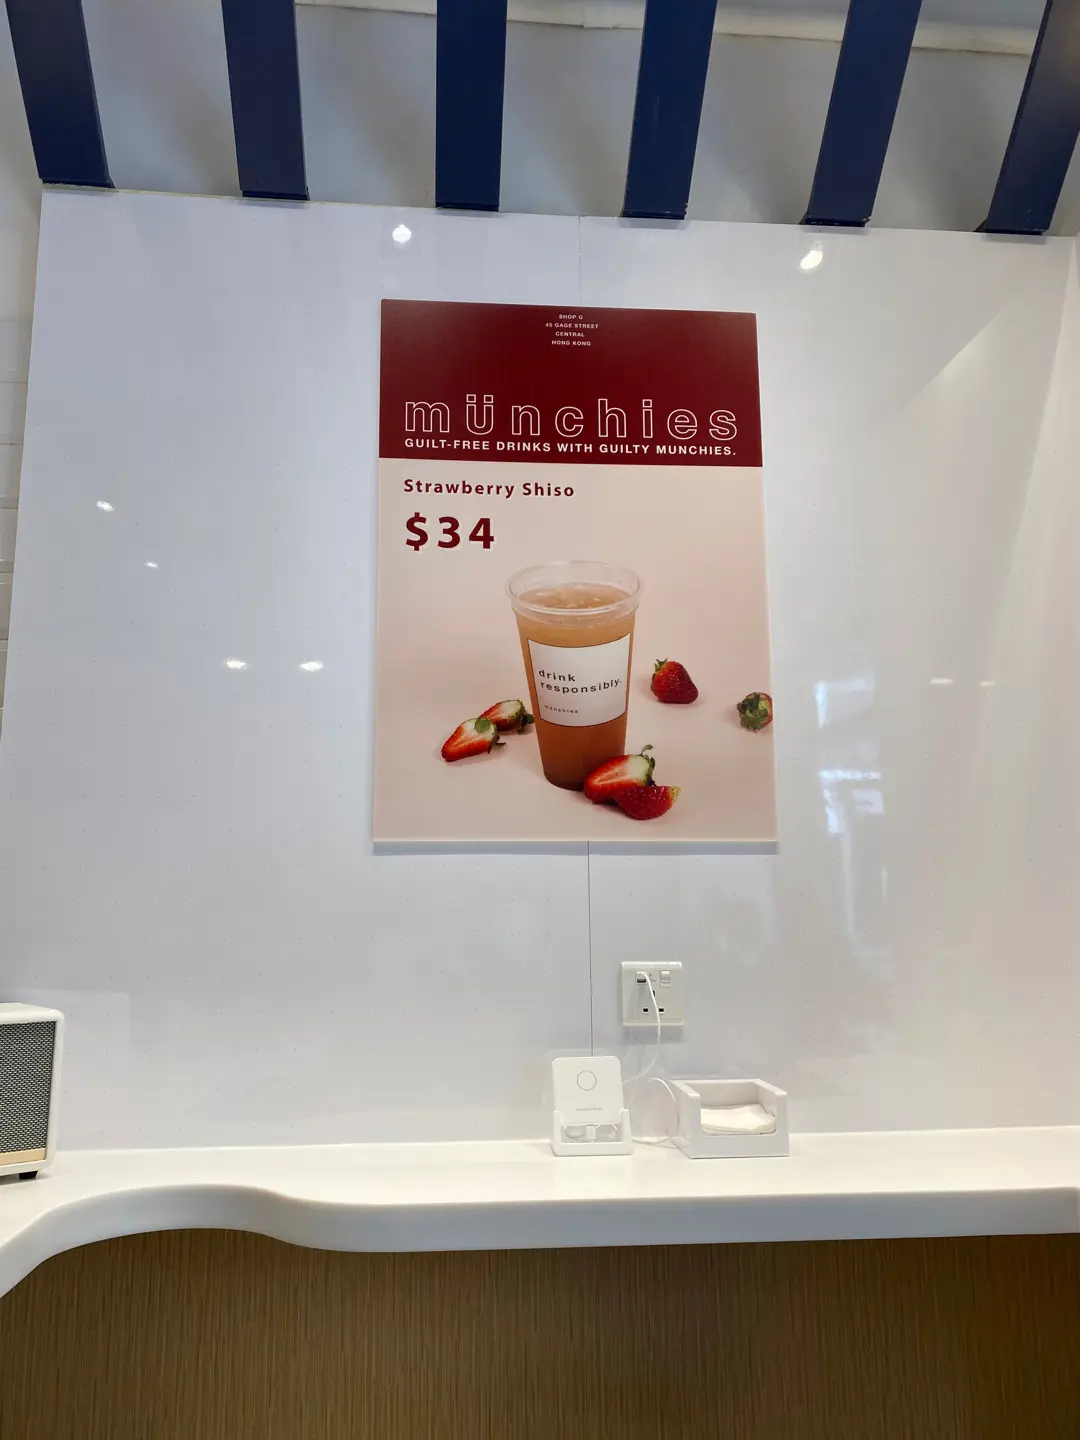 SHOP G
45 GAGE STREET
CENTRAL
HONG KONG
münchies
GUILT-FREE DRINKS WITH GUILTY MUNCHIES.
Strawberry Shiso
$34
drink
responsibly.
münchies